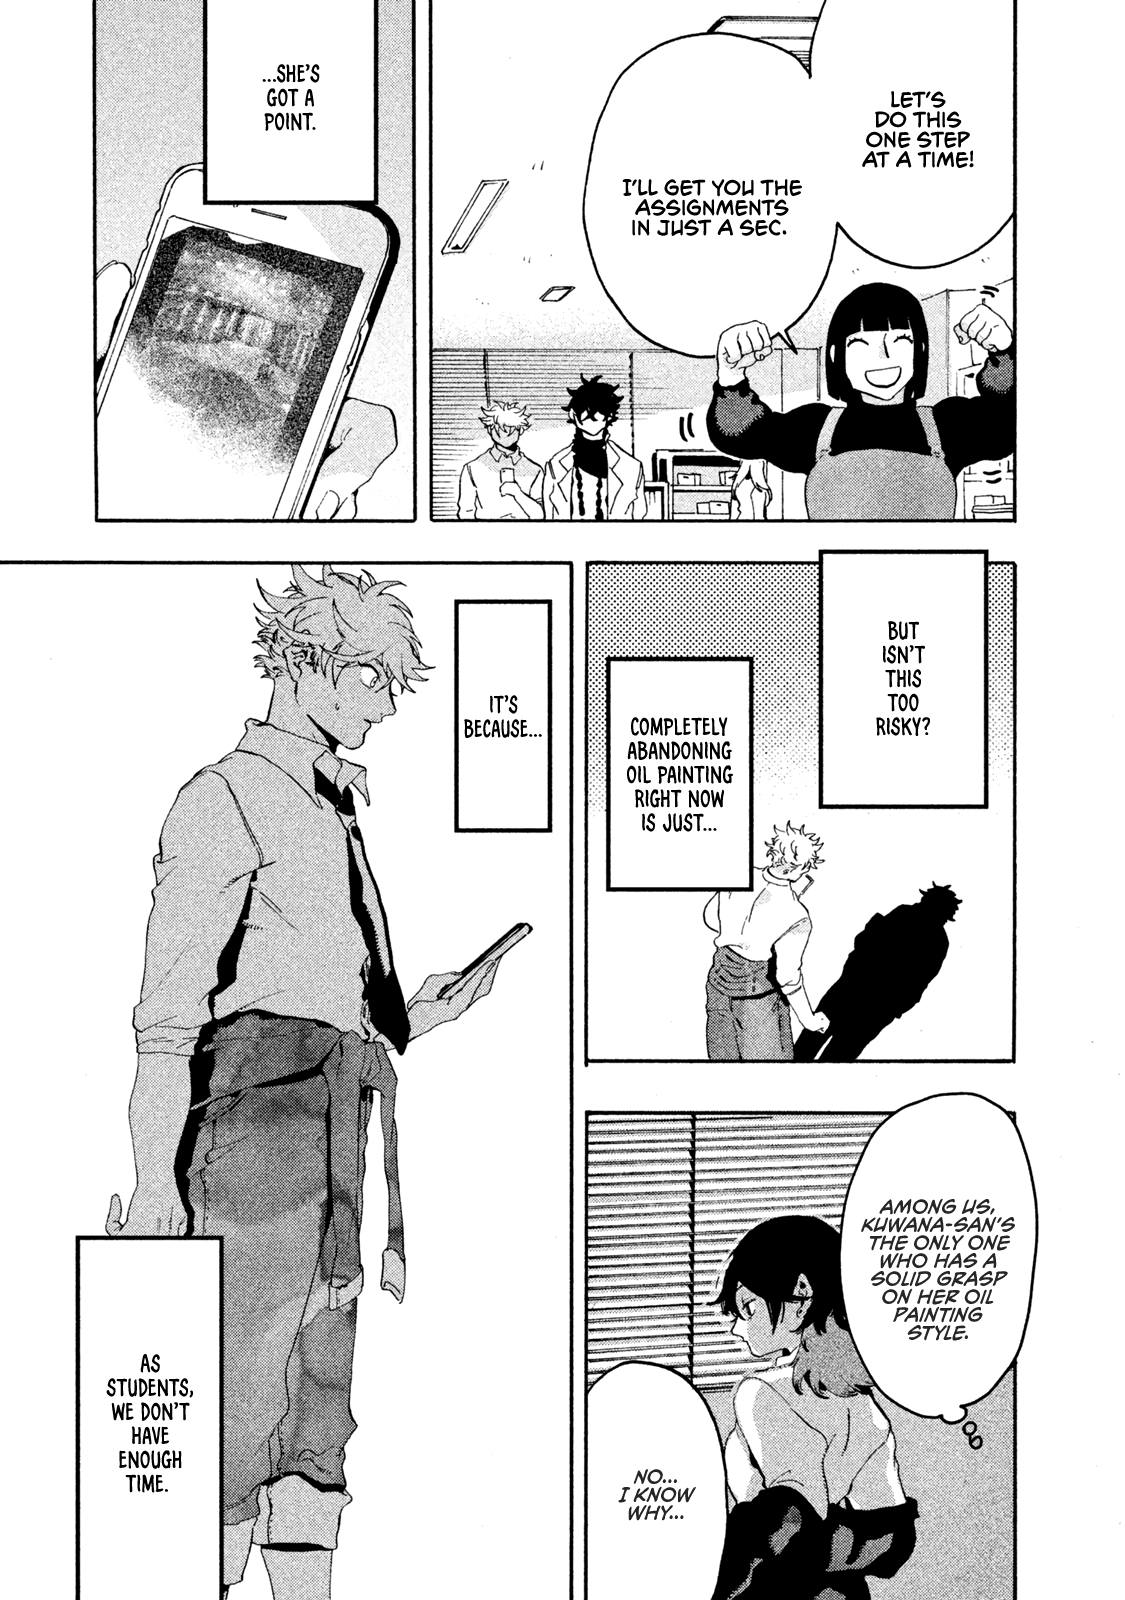 LET'S
DO THIS
ONE STEP
AT A TIME!
I'LL GET YOU THE
ASSIGNMENTS
IN JUST A SEC.
...SHE'S
GOT A
POINT.
BUT
ISN'T
THIS
TOO
RISKY?
COMPLETELY
ABANDONING
OIL PAINTING
RIGHT NOW
IS JUST...
AMONG US,
KUWANA-SAN'S
THE ONLY ONE
WHO HAS A
SOLID GRASP
ON HER OIL
PAINTING
STYLE.
NO...
I KNOW
WHY...
IT'S
BECAUSE...
AS
STUDENTS,
WE DON'T
HAVE
ENOUGH
TIME.